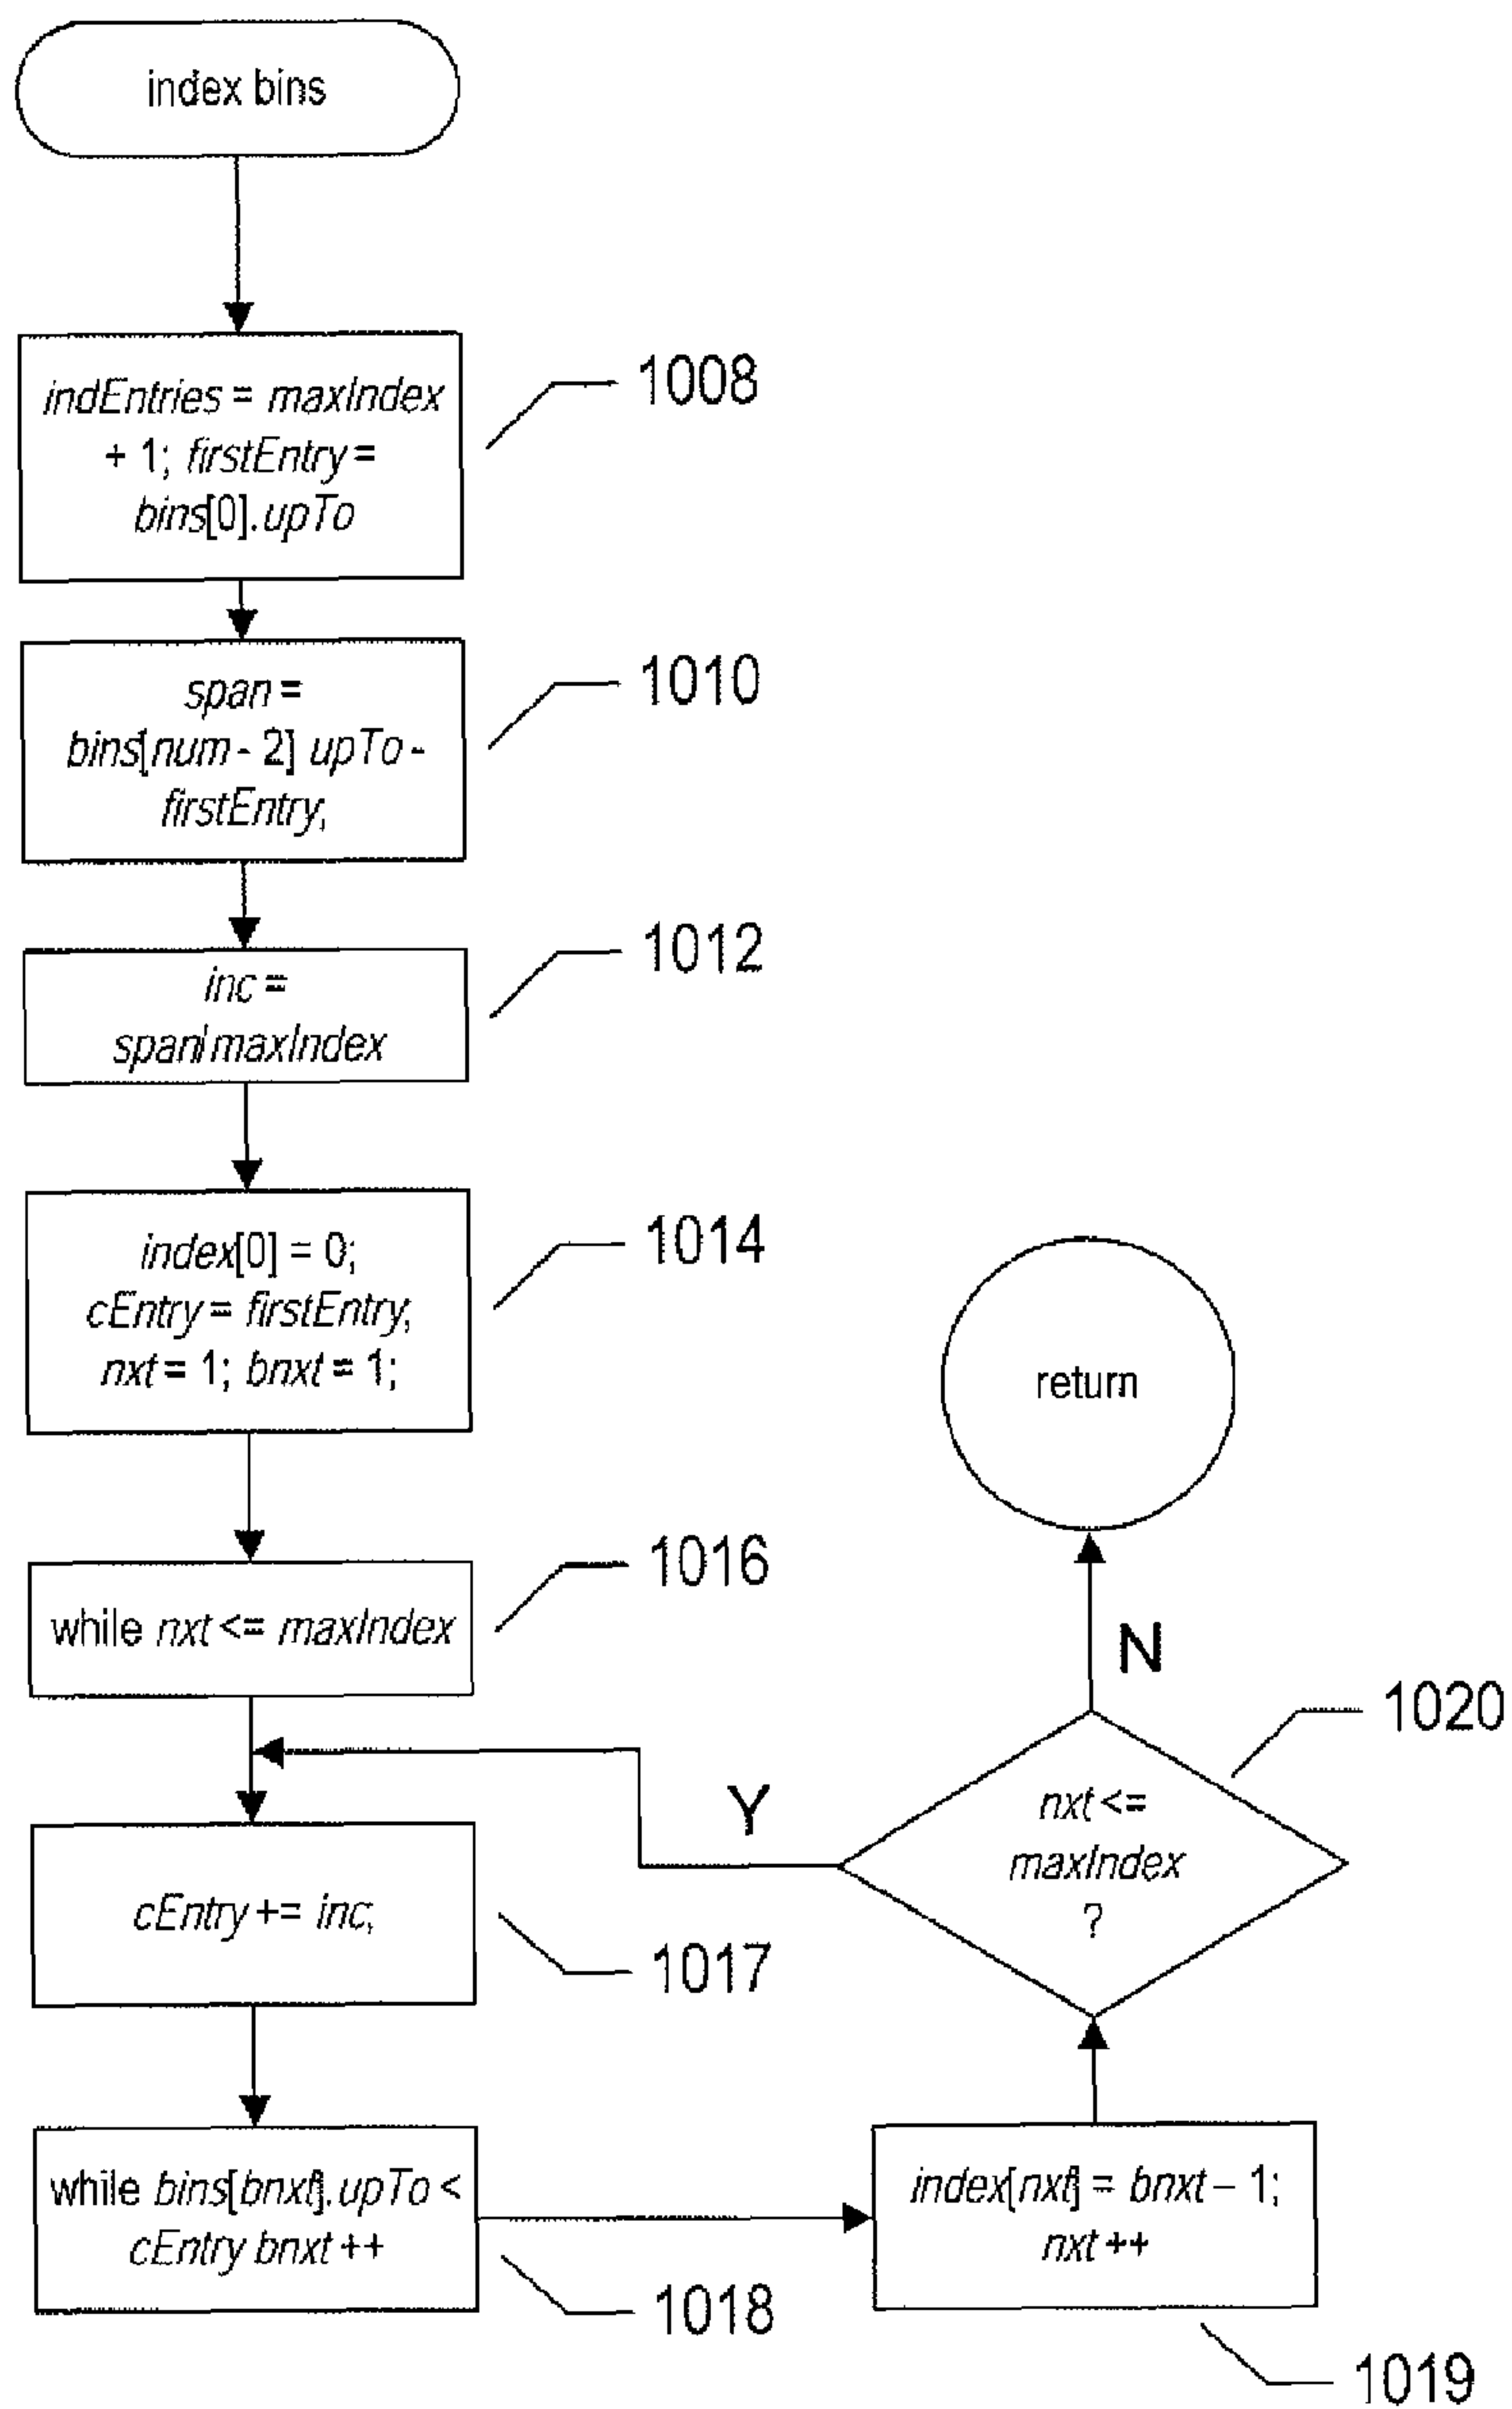 index bins
indEntries = maxIndex
+ 1; firstEntry =
bins[0].upTo
1008
span =
bins[num - 2] upTo -
firstEntry;
1010
inc =
span/maxIndex
1012
index[0] = 0;
cEntry = firstEntry;
nxt = 1; bnxt = 1;
1014
while nxt <= maxIndex
1016
cEntry += inc;
1017
while bins[bnxt].upTo <
cEntry bnxt ++
1018
index[nxt] = bnxt – 1;
nxt ++
1019
nxt <=
maxIndex
?
1020
Y
N
return